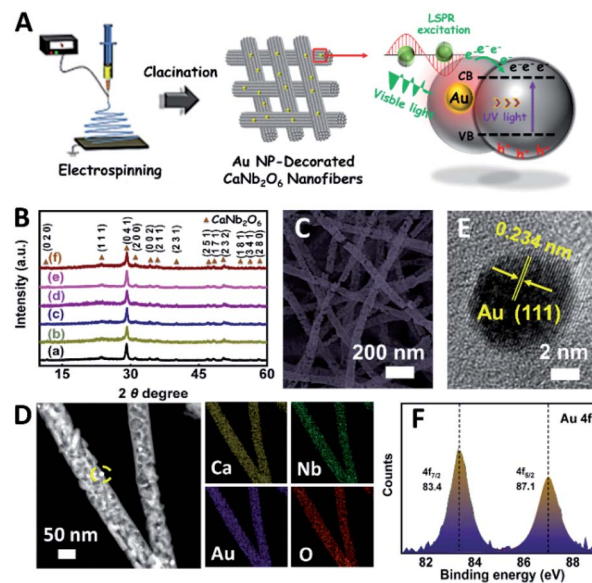 A
Clacination
Electrospinning
Au NP-Decorated
CaNb2O6 Nanofibers
LSPR
excitation
e⁻e⁻e⁻
e⁻
e⁻ e⁻ e⁻
CB
Visble light
Au
UV light
VB
h⁺ h⁺ h⁺
B
CaNb2O6
(0 2 0)
(1 1 1)
(0 4 1)
(2 0 0)
(0 0 2)
(2 1 1)
(2 3 1)
(2 5 1)
(1 7 1)
(2 3 2)
(1 8 1)
(3 4 1)
(2 8 0)
(f)
(e)
(d)
(c)
(b)
(a)
Intensity (a.u.)
15 30 45 60
2 θ degree
C
200 nm
E
0.234 nm
Au (111)
2 nm
D
50 nm
Ca
Nb
Au
O
F
Au 4f
4f7/2
83.4
4f5/2
87.1
Counts
82 84 86 88
Binding energy (eV)